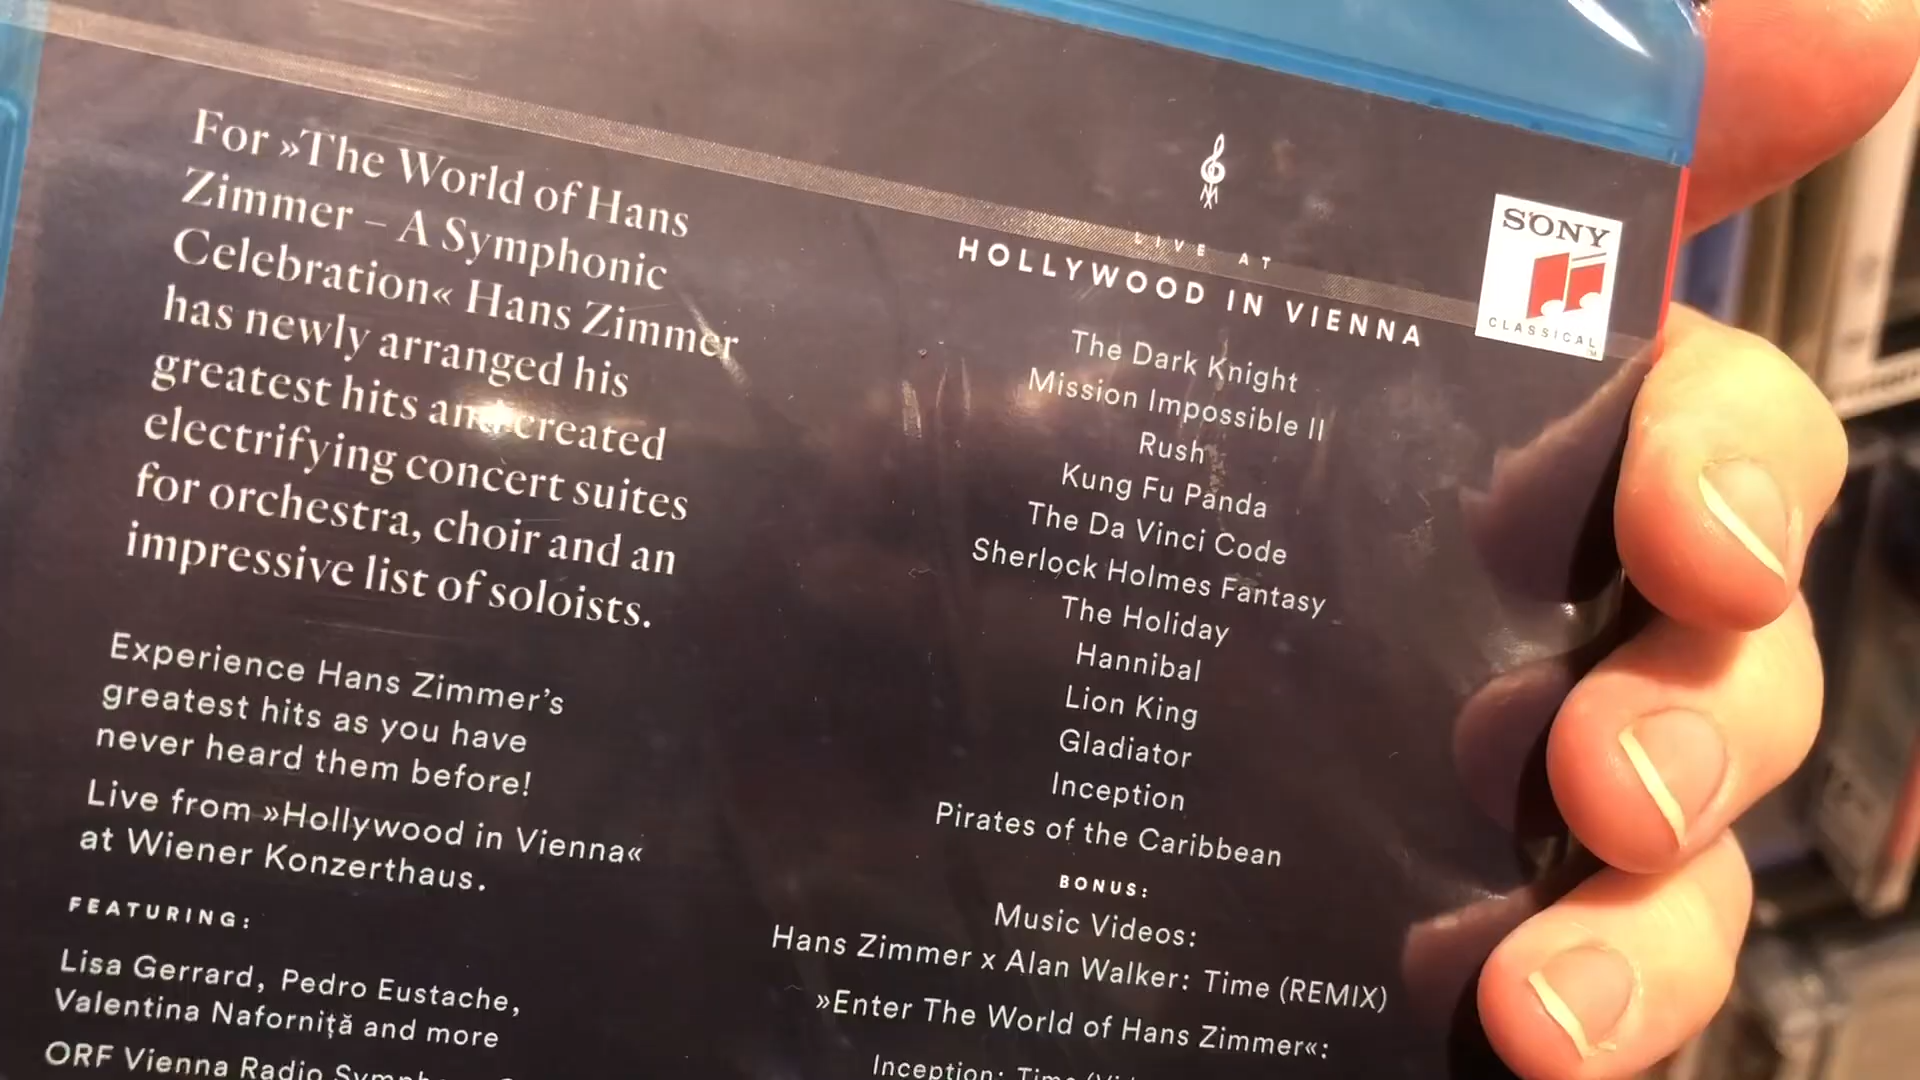 For »The World of Hans
Zimmer – A Symphonic
Celebration« Hans Zimmer
has newly arranged his
greatest hits and created
electrifying concert suites
for orchestra, choir and an
impressive list of soloists.
Experience Hans Zimmer's
greatest hits as you have
never heard them before!
Live from »Hollywood in Vienna«
at Wiener Konzerthaus.
FEATURING:
Lisa Gerrard, Pedro Eustache,
Valentina Naforniță and more
ORF Vienna Radio
LIVE AT
HOLLYWOOD IN VIENNA
The Dark Knight
Mission Impossible II
Rush
Kung Fu Panda
The Da Vinci Code
Sherlock Holmes Fantasy
The Holiday
Hannibal
Lion King
Gladiator
Inception
Pirates of the Caribbean
BONUS:
Music Videos:
Hans Zimmer x Alan Walker: Time (REMIX)
»Enter The World of Hans Zimmer«:
Inception: Time
SONY
CLASSICAL